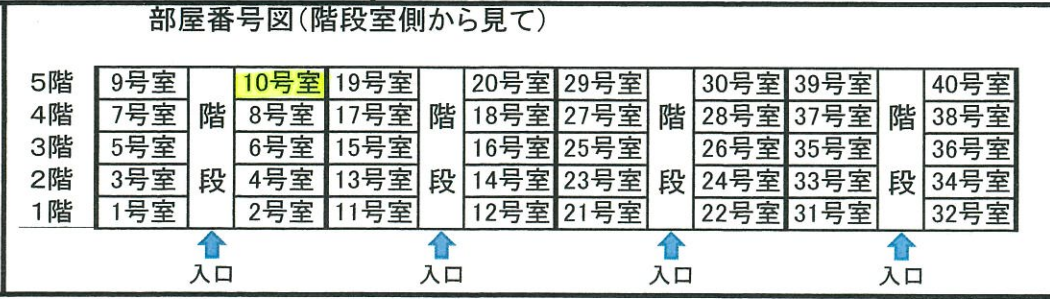 部屋番号図(階段室側から見て)
5階 9号室 10号室 19号室 20号室 29号室 30号室 39号室 40号室
4階 7号室 階 8号室 17号室 階 18号室 27号室 階 28号室 37号室 階 38号室
3階 5号室 6号室 15号室 16号室 25号室 26号室 35号室 36号室
2階 3号室 段 4号室 13号室 段 14号室 23号室 段 24号室 33号室 段 34号室
1階 1号室 2号室 11号室 12号室 21号室 22号室 31号室 32号室
入口 入口 入口 入口